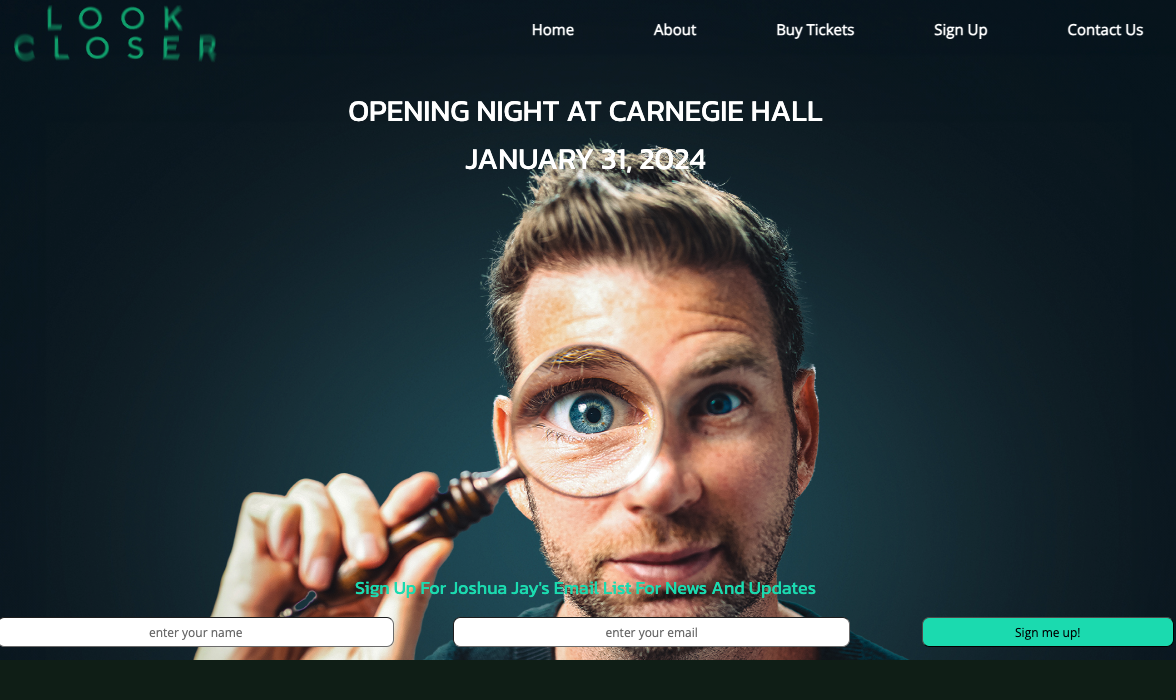 LOOK
CLOSER
Home About Buy Tickets Sign Up Contact Us
OPENING NIGHT AT CARNEGIE HALL
JANUARY 31, 2024
Sign Up For Joshua Jay's Email List For News And Updates
enter your name enter your email Sign me up!